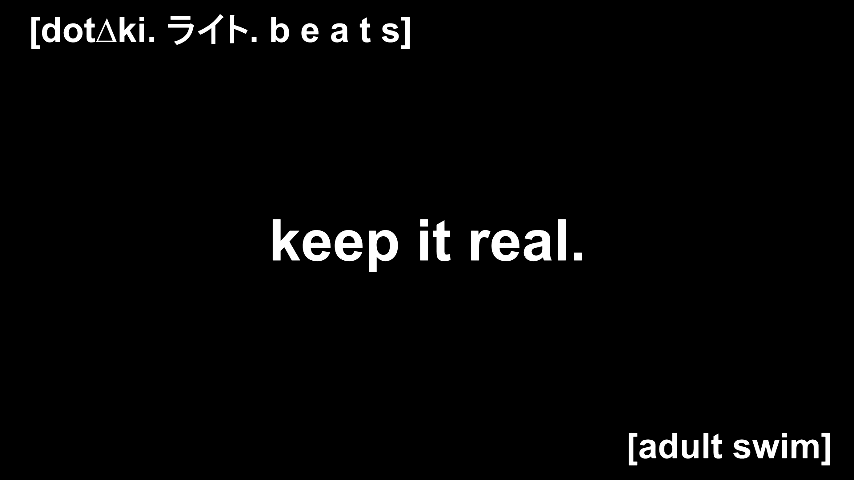 [dot∆ki. ライト. b e a t s]
keep it real.
[adult swim]